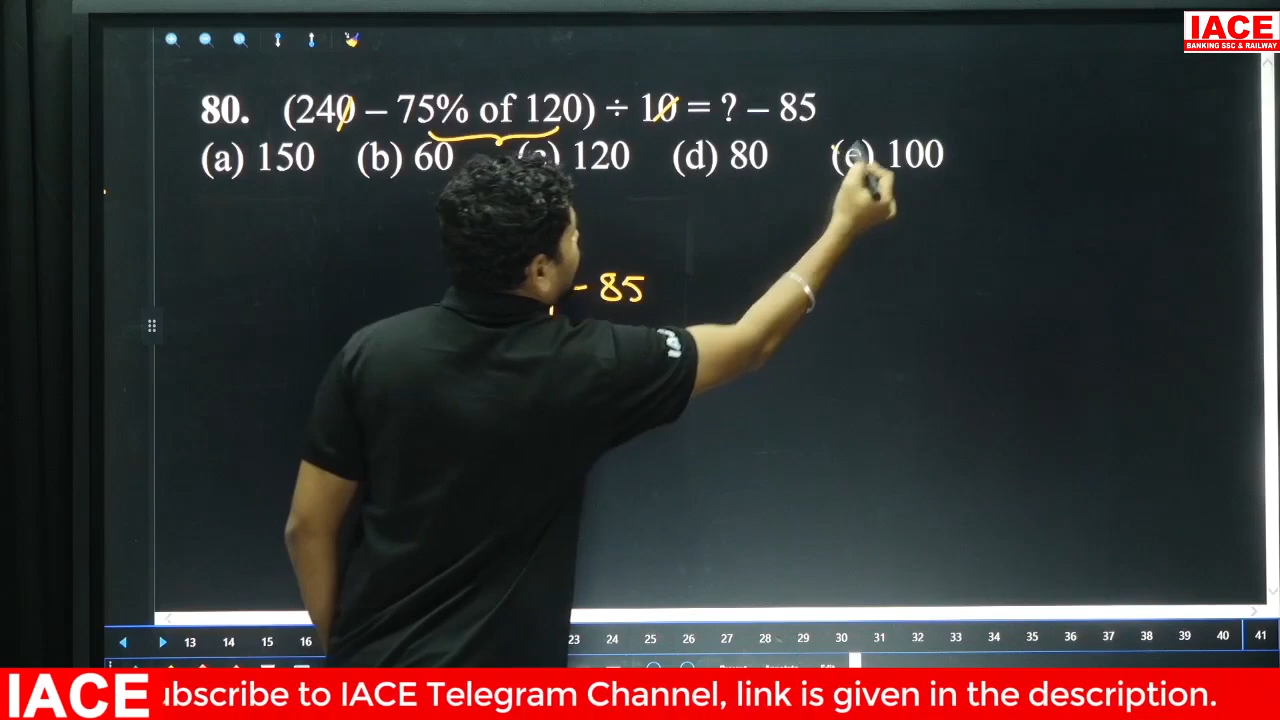 IACE
BANKING SSC & RAILWAY
80. (240 – 75% of 120) ÷ 10 = ? – 85
(a) 150 (b) 60 (c) 120 (d) 80 (e) 100
- 85
13 14 15 16 23 24 25 26 27 28 29 30 31 32 33 34 35 36 37 38 39 40 41
IACE ubscribe to IACE Telegram Channel, link is given in the description.